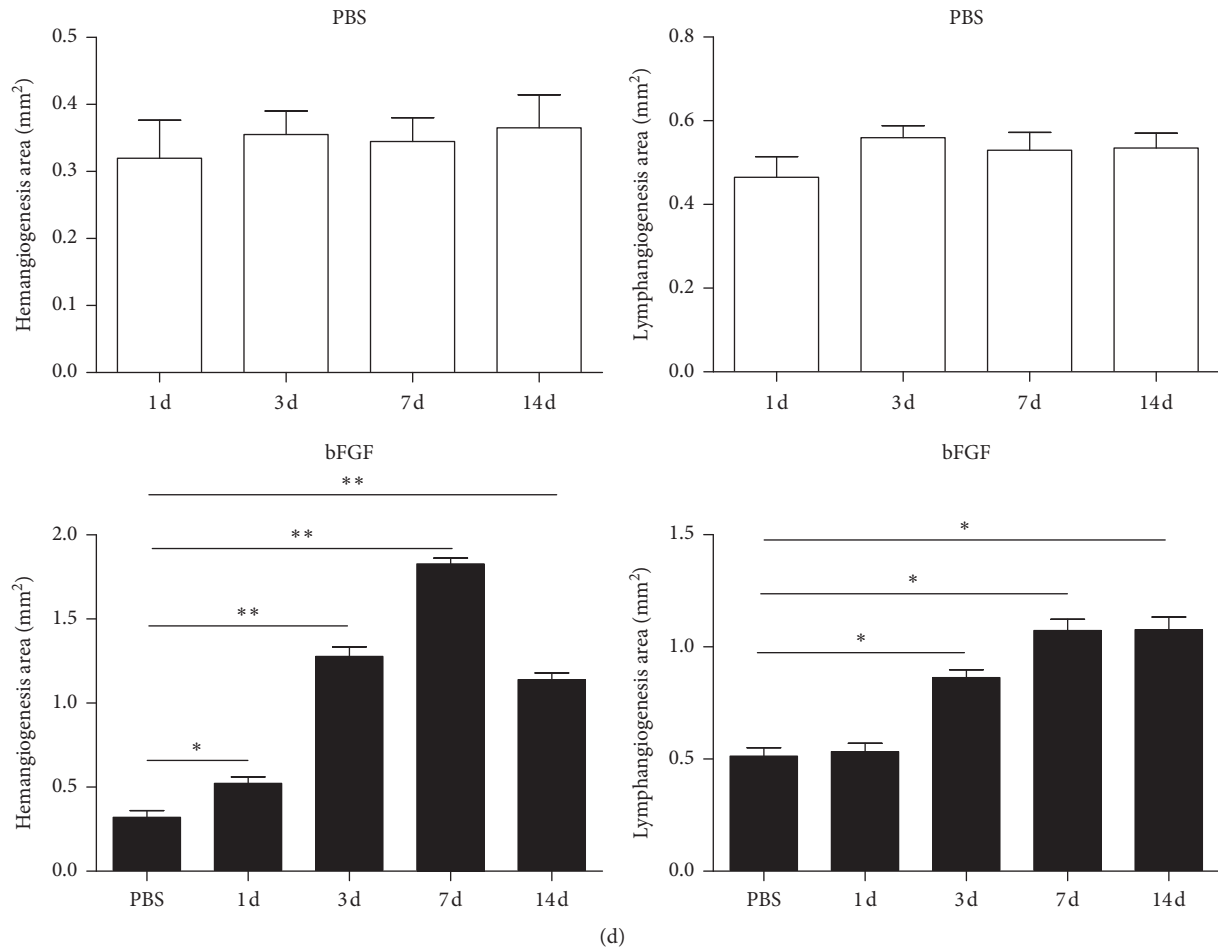 PBS
Hemangiogenesis area (mm²)
0.5
0.4
0.3
0.2
0.1
0.0
1 d
3 d
7 d
14 d
PBS
Lymphangiogenesis area (mm²)
0.8
0.6
0.4
0.2
0.0
1 d
3 d
7 d
14 d
bFGF
Hemangiogenesis area (mm²)
2.0
1.5
1.0
0.5
0.0
**
**
**
*
PBS
1 d
3 d
7 d
14 d
bFGF
Lymphangiogenesis area (mm²)
1.5
1.0
0.5
0.0
*
*
*
PBS
1 d
3 d
7 d
14 d
(d)